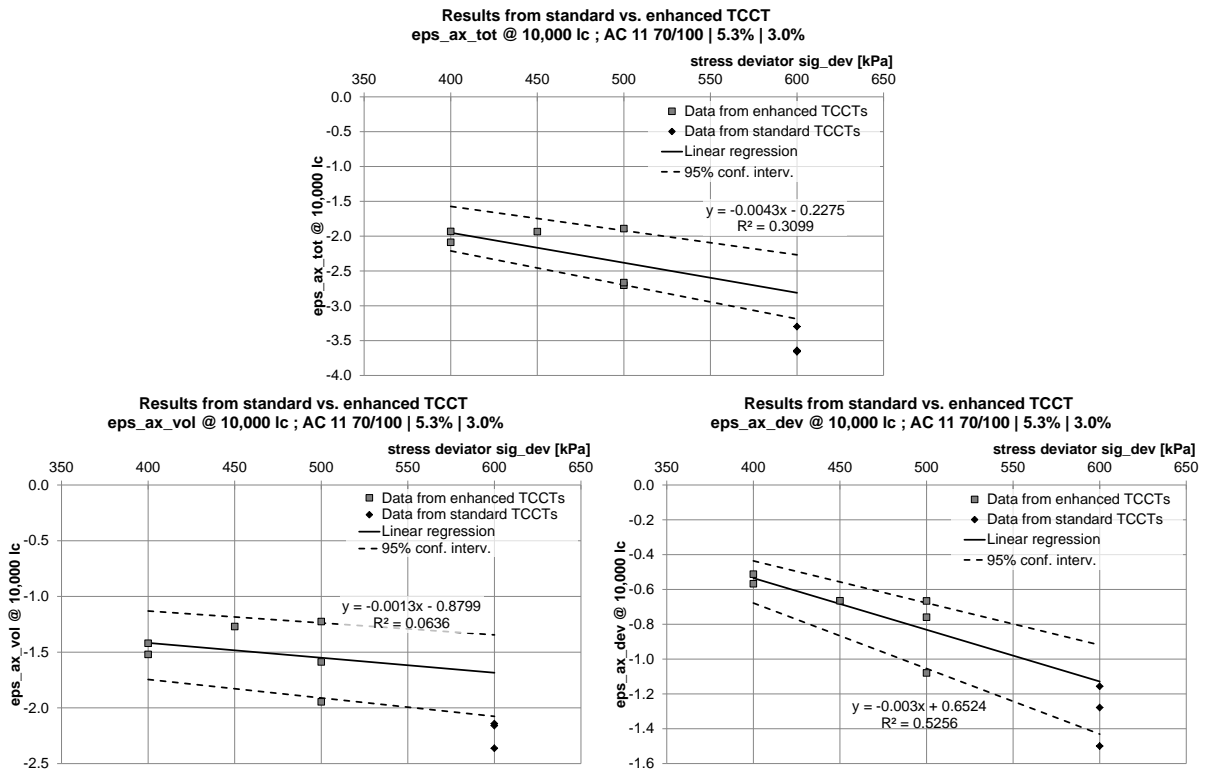 Results from standard vs. enhanced TCCT
eps_ax_tot @ 10,000 lc ; AC 11 70/100 | 5.3% | 3.0%
stress deviator sig_dev [kPa]
350 400 450 500 550 600 650
0.0
-0.5
-1.0
-1.5
-2.0
-2.5
-3.0
-3.5
-4.0
eps_ax_tot @ 10,000 lc
Data from enhanced TCCTs
Data from standard TCCTs
Linear regression
95% conf. interv.
y = -0.0043x - 0.2275
R² = 0.3099
Results from standard vs. enhanced TCCT
eps_ax_vol @ 10,000 lc ; AC 11 70/100 | 5.3% | 3.0%
stress deviator sig_dev [kPa]
350 400 450 500 550 600 650
0.0
-0.5
-1.0
-1.5
-2.0
-2.5
eps_ax_vol @ 10,000 lc
Data from enhanced TCCTs
Data from standard TCCTs
Linear regression
95% conf. interv.
y = -0.0013x - 0.8799
R² = 0.0636
Results from standard vs. enhanced TCCT
eps_ax_dev @ 10,000 lc ; AC 11 70/100 | 5.3% | 3.0%
stress deviator sig_dev [kPa]
350 400 450 500 550 600 650
0.0
-0.2
-0.4
-0.6
-0.8
-1.0
-1.2
-1.4
-1.6
eps_ax_dev @ 10,000 lc
Data from enhanced TCCTs
Data from standard TCCTs
Linear regression
95% conf. interv.
y = -0.003x + 0.6524
R² = 0.5256